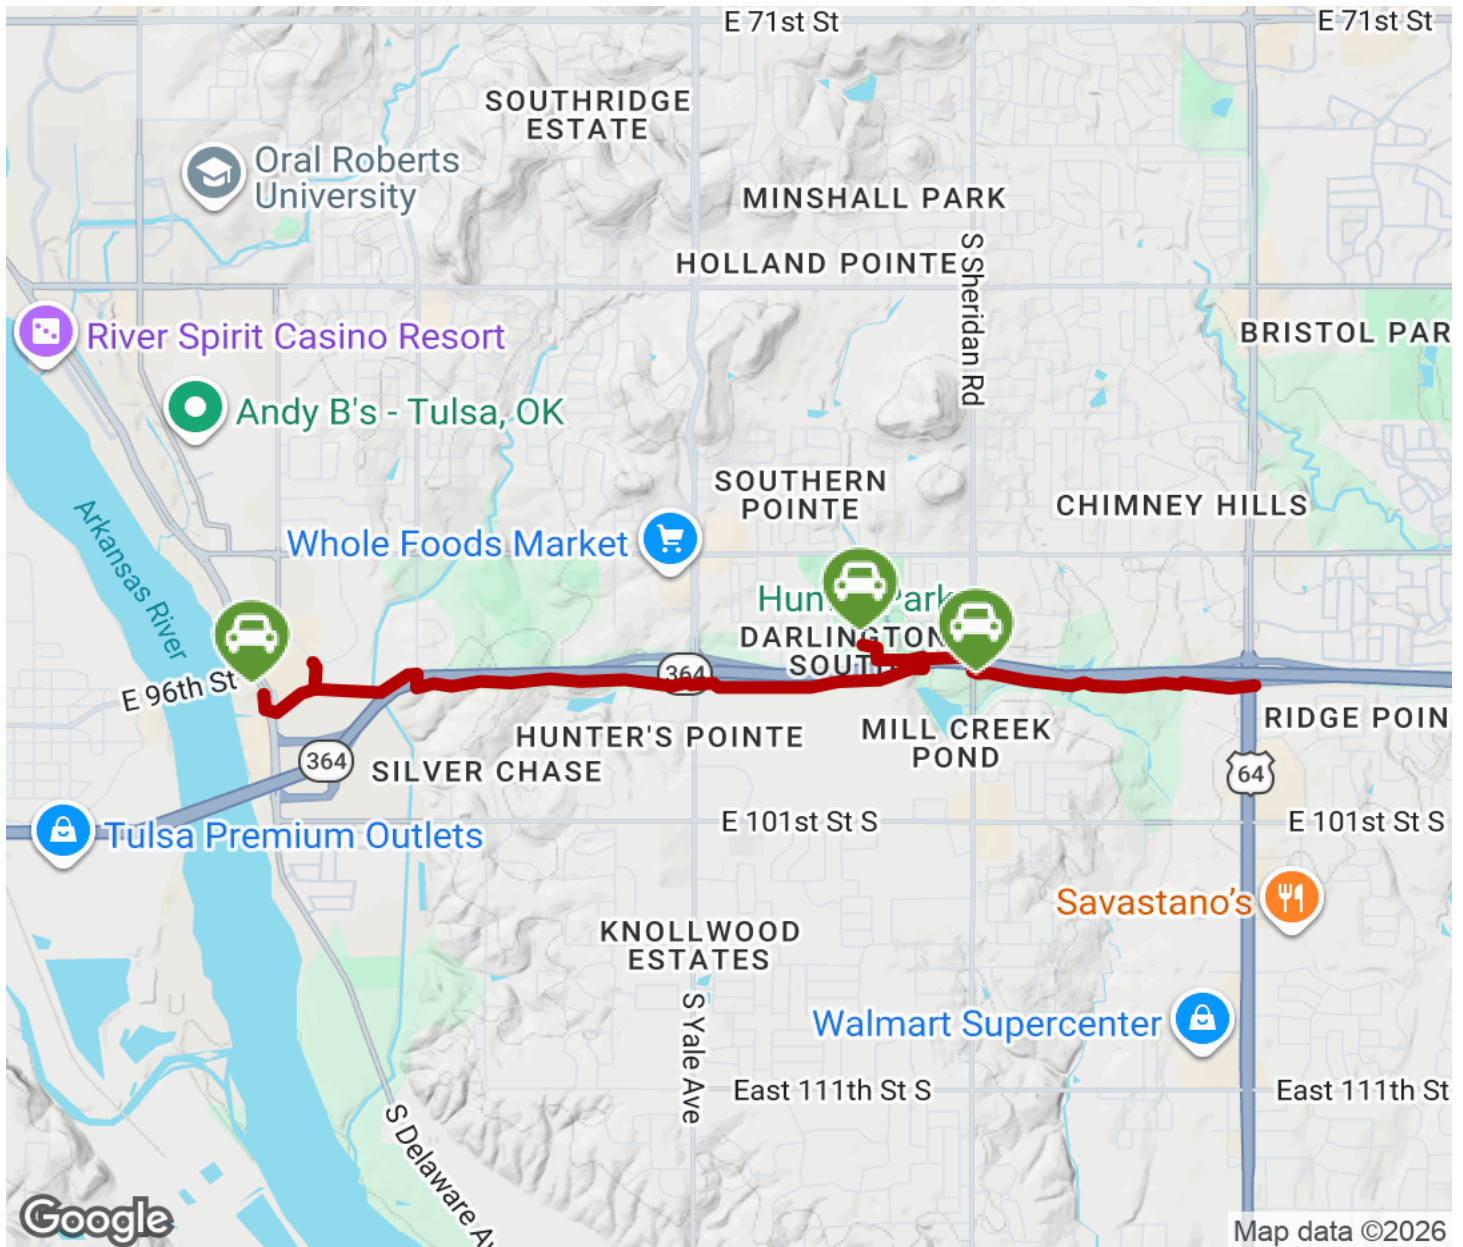 E 71st St
E 71st St
SOUTHRIDGE
ESTATE
Oral Roberts
University
MINSHALL PARK
HOLLAND POINTE
S Sheridan Rd
River Spirit Casino Resort
BRISTOL PAR
Andy B's - Tulsa, OK
SOUTHERN
POINTE
CHIMNEY HILLS
Arkansas River
Whole Foods Market
DARLINGTON
E 96th St
364
HUNTER'S POINTE
MILL CREEK
POND
RIDGE POIN
364
SILVER CHASE
64
E 101st St S
E 101st St S
Tulsa Premium Outlets
Savastano's
KNOLLWOOD
ESTATES
S Yale Ave
Walmart Supercenter
East 111th St S
East 111th St
S Delaware Av
Google
Map data ©2026